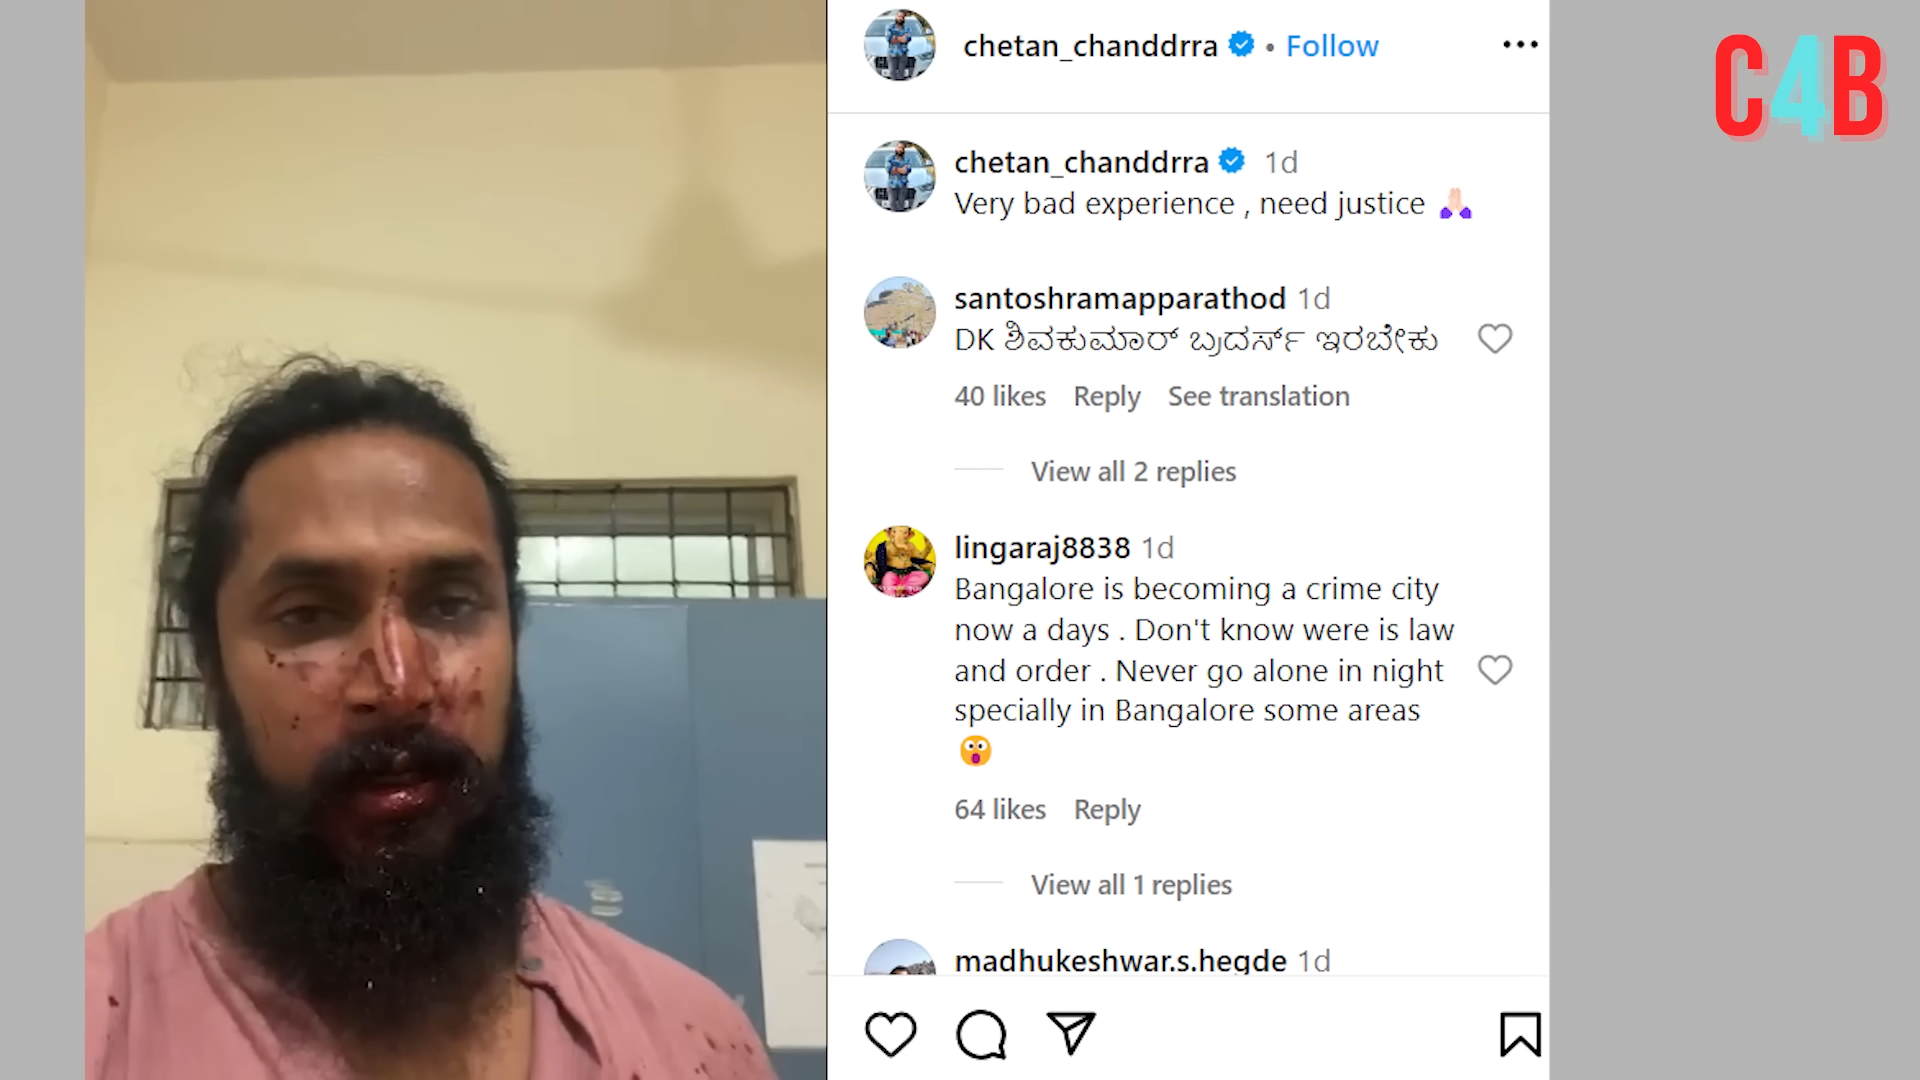 chetan_chanddrra • Follow
C4B
chetan_chanddrra 1d
Very bad experience , need justice 🙏🏻
santoshramapparathod 1d
DK ಶಿವಕುಮಾರ್ ಬ್ರದರ್ಸ್ ಇರಬೇಕು
40 likes Reply See translation
View all 2 replies
lingaraj8838 1d
Bangalore is becoming a crime city
now a days . Don't know were is law
and order . Never go alone in night
specially in Bangalore some areas
😲
64 likes Reply
View all 1 replies
madhukeshwar.s.hegde 1d